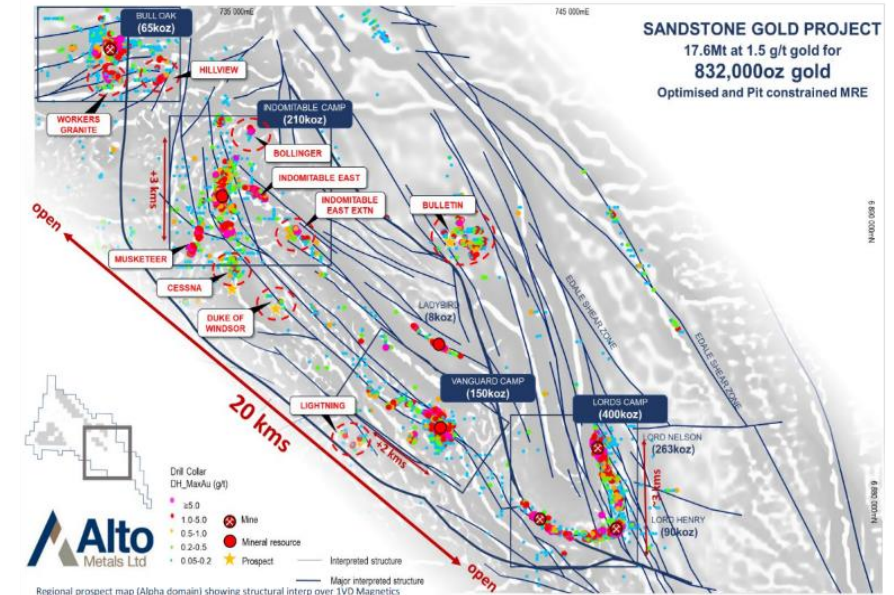 735 000mE
745 000mE
SANDSTONE GOLD PROJECT
17.6Mt at 1.5 g/t gold for
832,000oz gold
Optimised and Pit constrained MRE
BULL OAK
(65koz)
HILLVIEW
WORKERS
GRANITE
INDOMITABLE CAMP
(210koz)
BOLLINGER
INDOMITABLE EAST
INDOMITABLE
EAST EXTN
BULLETIN
+3 kms
open
MUSKETEER
CESSNA
DUKE OF
WINDSOR
LADYBIRD
(8koz)
EDALE SHEAR ZONE
EDALE SHEAR ZONE
6 890 000mN
20 kms
VANGUARD CAMP
(150koz)
LORDS CAMP
(400koz)
LIGHTNING
+2 kms
LORD NELSON
(263koz)
~3 kms
LORD HENRY
(90koz)
6 880 000mN
open
Drill Collar
DH_MaxAu (g/t)
≥5.0
1.0-5.0
0.5-1.0
0.2-0.5
0.05-0.2
Mine
Mineral resource
Prospect
Interpreted structure
Major interpreted structure
Alto
Metals Ltd
Regional prospect map (Alpha domain) showing structural interp over 1VD Magnetics